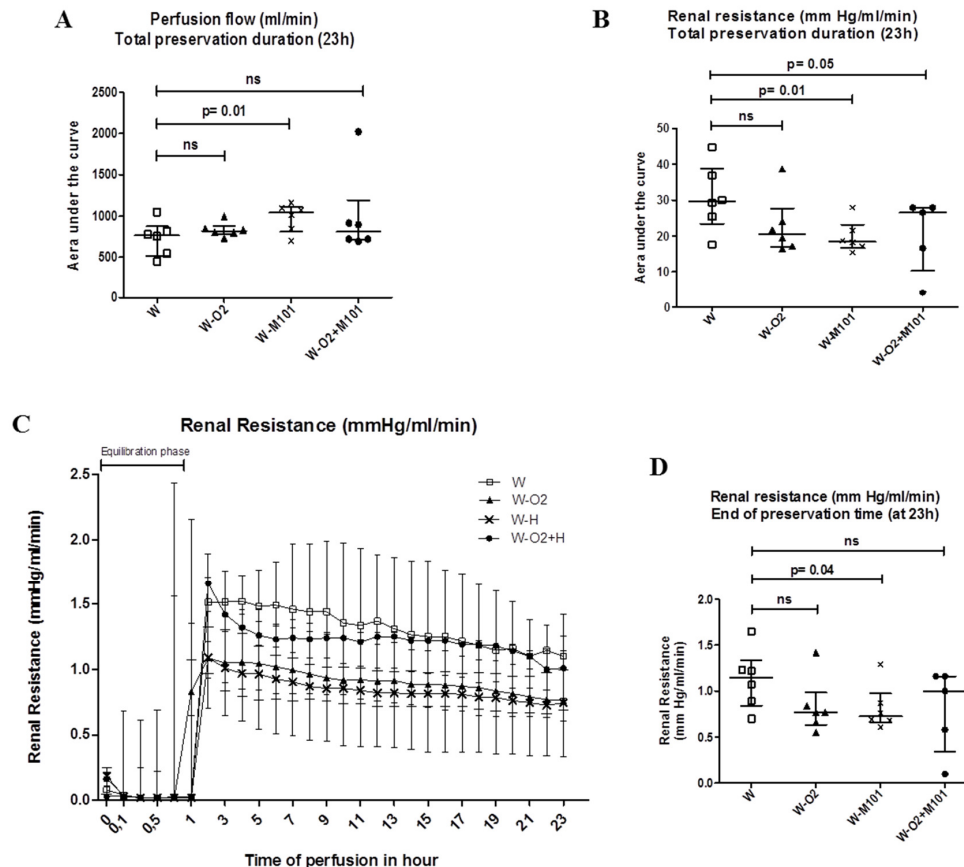 A
Perfusion flow (ml/min)
Total preservation duration (23h)
ns
p= 0.01
ns
2500
2000
1500
1000
500
0
Aera under the curve
W
W-O2
W-M101
W-O2+M101
B
Renal resistance (mm Hg/ml/min)
Total preservation duration (23h)
p= 0.05
p= 0.01
ns
50
40
30
20
10
0
Aera under the curve
W
W-O2
W-M101
W-O2+M101
C
Renal Resistance (mmHg/ml/min)
Equilibration phase
2.5
2.0
1.5
1.0
0.5
0.0
Renal Resistance (mmHg/ml/min)
W
W-O2
W-H
W-O2+H
0
0,1
0,5
1
3
5
7
9
11
13
15
17
19
21
23
Time of perfusion in hour
D
Renal resistance (mm Hg/ml/min)
End of preservation time (at 23h)
ns
p= 0.04
ns
2.0
1.5
1.0
0.5
0.0
Renal Resistance
(mm Hg/ml/min)
W
W-O2
W-M101
W-O2+M101